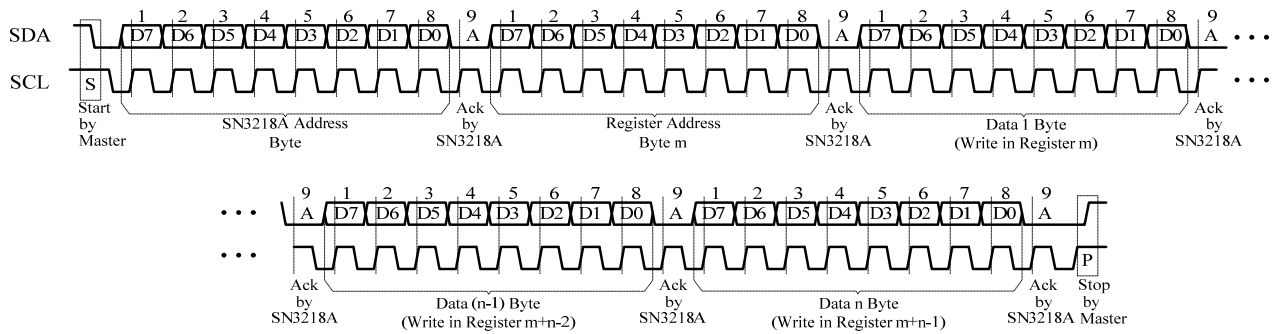 1 2 3 4 5 6 7 8 9 1 2 3 4 5 6 7 8 9 1 2 3 4 5 6 7 8 9
SDA D7 D6 D5 D4 D3 D2 D1 D0 A D7 D6 D5 D4 D3 D2 D1 D0 A D7 D6 D5 D4 D3 D2 D1 D0 A
SCL S
Start by Master
SN3218A Address Byte
Ack by SN3218A
Register Address Byte m
Ack by SN3218A
Data 1 Byte
(Write in Register m)
Ack by SN3218A
9 1 2 3 4 5 6 7 8 9 1 2 3 4 5 6 7 8 9
A D7 D6 D5 D4 D3 D2 D1 D0 A D7 D6 D5 D4 D3 D2 D1 D0 A
P
Ack by SN3218A
Data (n-1) Byte
(Write in Register m+n-2)
Ack by SN3218A
Data n Byte
(Write in Register m+n-1)
Ack by SN3218A
Stop by Master